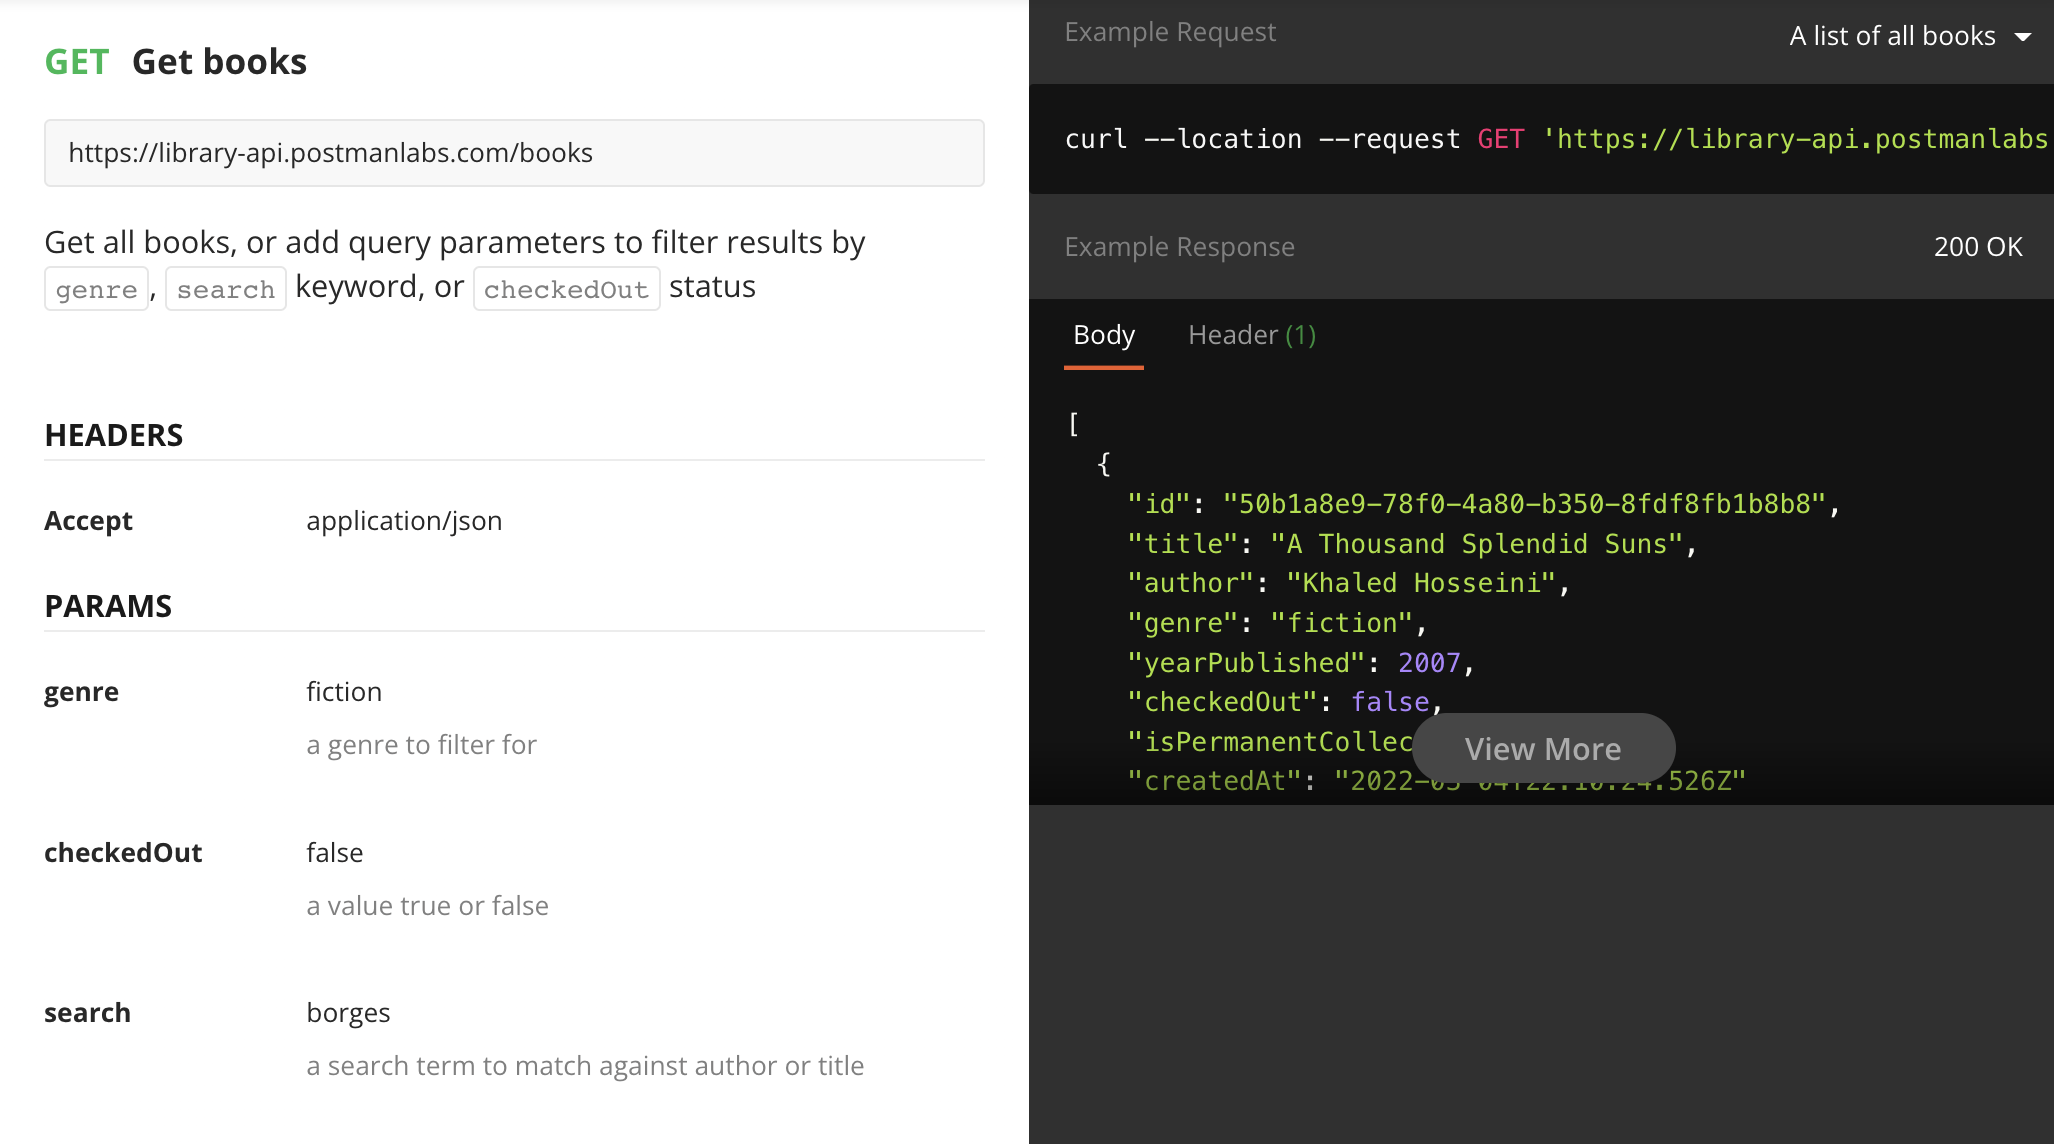 GET Get books
https://library-api.postmanlabs.com/books
Get all books, or add query parameters to filter results by
genre, search keyword, or checkedOut status
HEADERS
Accept application/json
PARAMS
genre fiction
a genre to filter for
checkedOut false
a value true or false
search borges
a search term to match against author or title
Example Request A list of all books
curl --location --request GET 'https://library-api.postmanlabs
Example Response 200 OK
Body Header (1)
[
{
"id": "50b1a8e9-78f0-4a80-b350-8fdf8fb1b8b8",
"title": "A Thousand Splendid Suns",
"author": "Khaled Hosseini",
"genre": "fiction",
"yearPublished": 2007,
"checkedOut": false,
"isPermanentCollec
View More
"createdAt":